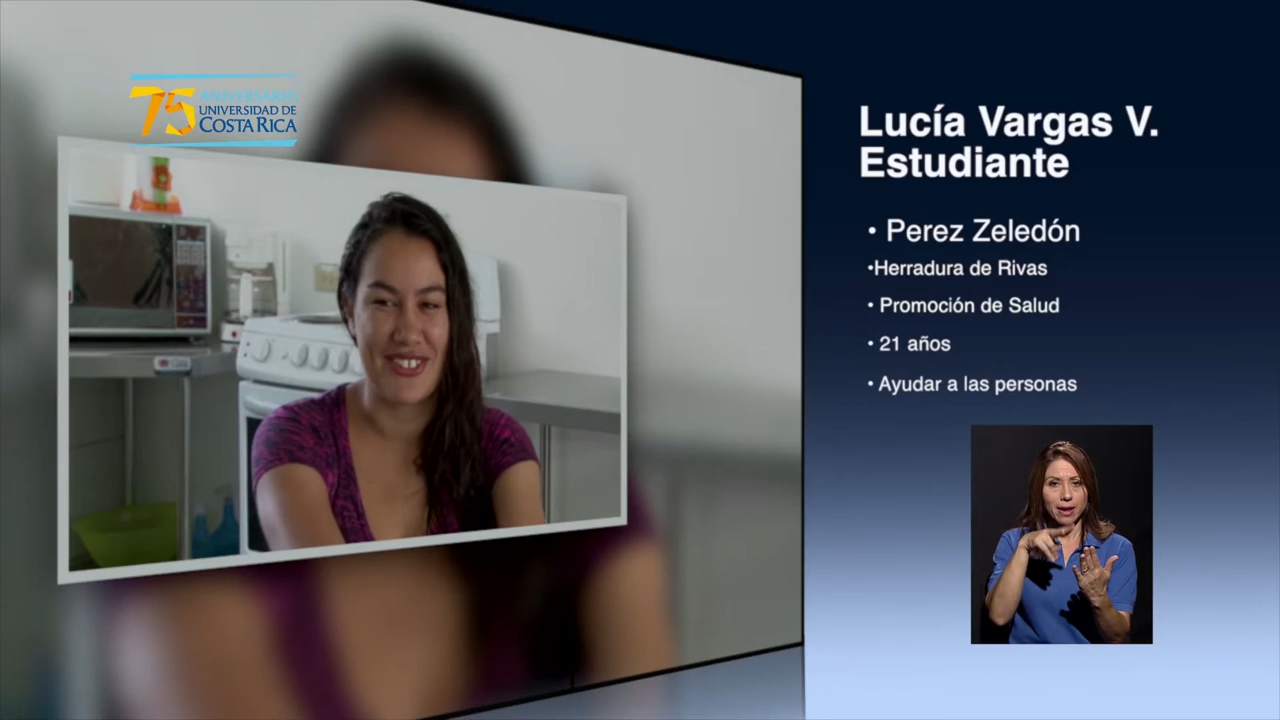 75 ANIVERSARIO
UNIVERSIDAD DE
COSTA RICA
Lucía Vargas V.
Estudiante
• Perez Zeledón
•Herradura de Rivas
• Promoción de Salud
• 21 años
• Ayudar a las personas